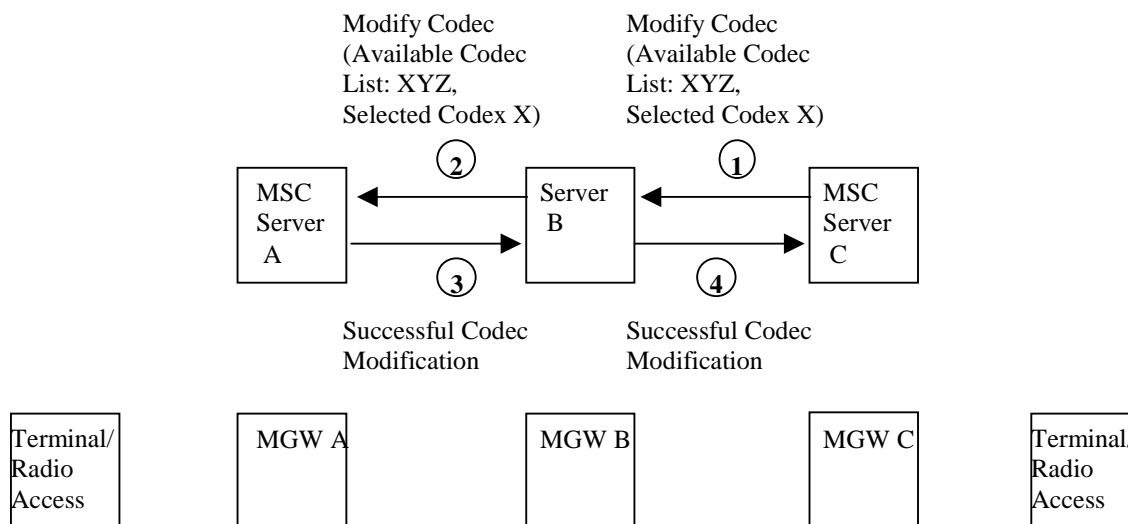 Modify Codec
(Available Codec
List: XYZ,
Selected Codex X)
Modify Codec
(Available Codec
List: XYZ,
Selected Codex X)
2
1
MSC
Server
A
Server
B
MSC
Server
C
3
4
Successful Codec
Modification
Successful Codec
Modification
Terminal/
Radio
Access
MGW A
MGW B
MGW C
Terminal/
Radio
Access